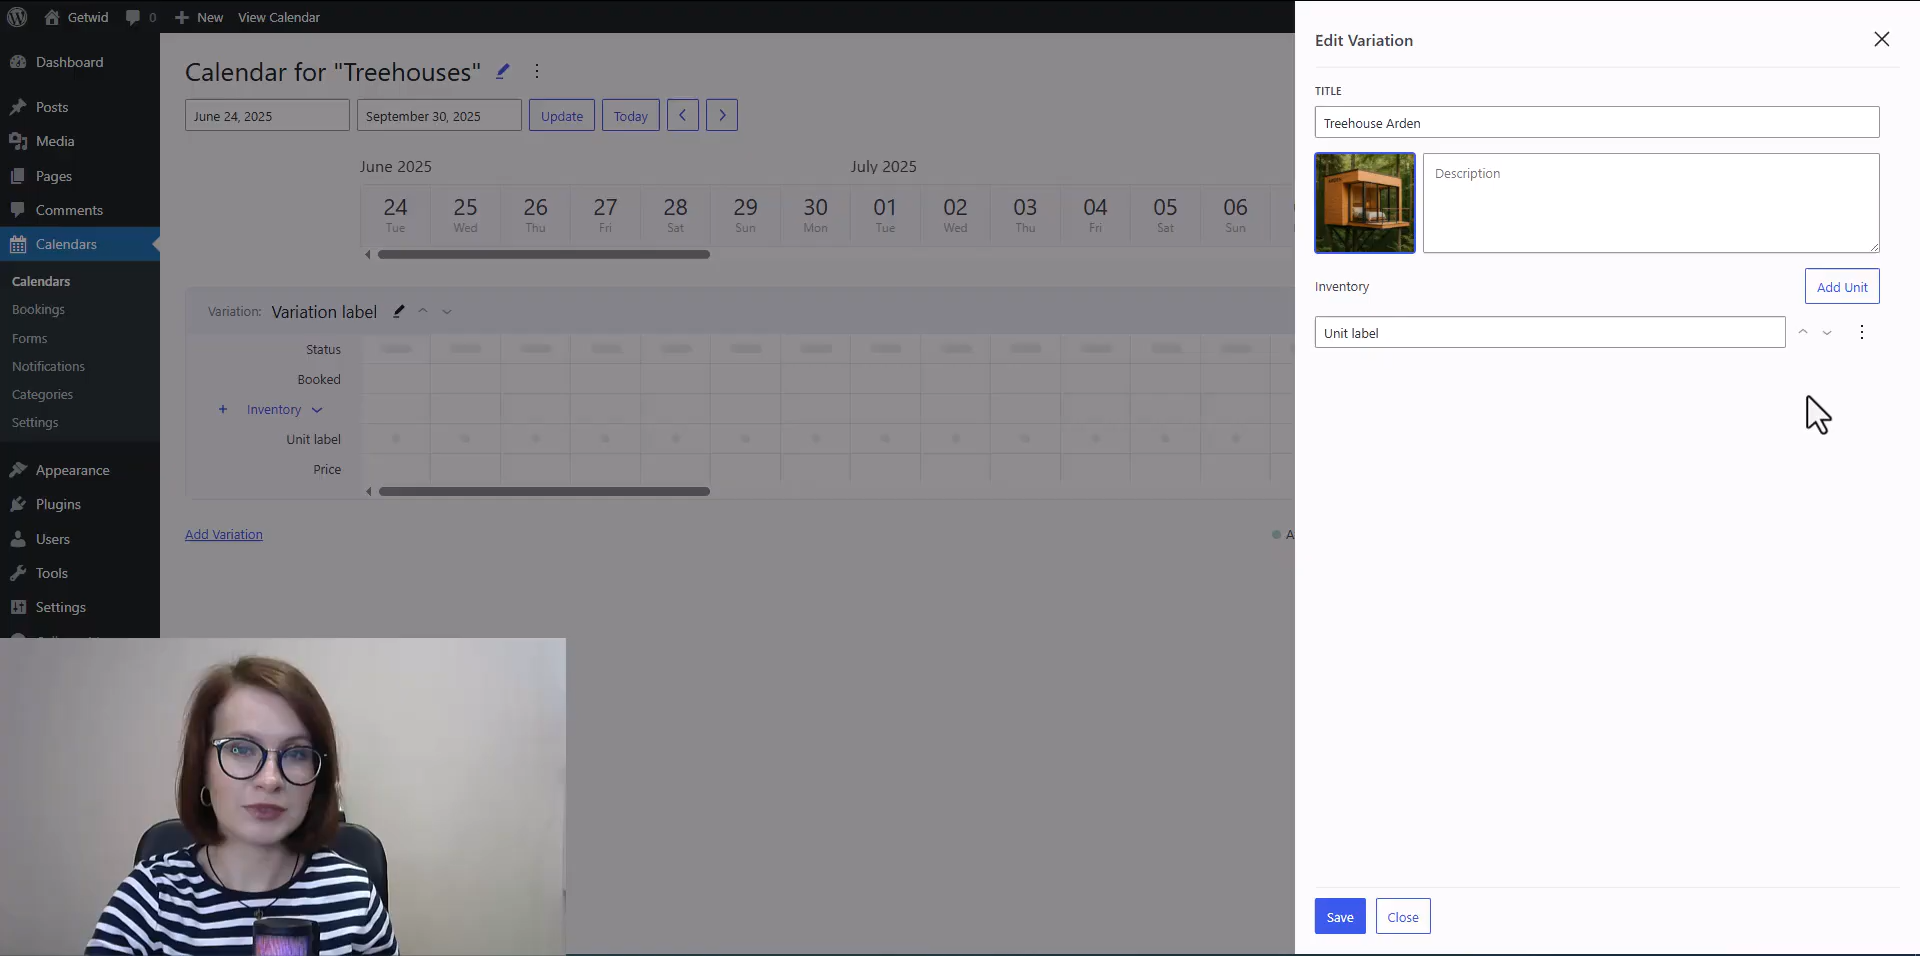 Getwid 0 New View Calendar
Dashboard
Posts
Media
Pages
Comments
Calendars
Calendars
Bookings
Forms
Notifications
Categories
Settings
Appearance
Plugins
Users
Tools
Settings
Calendar for "Treehouses"
June 24, 2025 September 30, 2025 Update Today
June 2025 July 2025
24 25 26 27 28 29 30 01 02 03 04 05 06
Tue Wed Thu Fri Sat Sun Mon Tue Wed Thu Fri Sat Sun
Variation: Variation label
Status
Booked
+ Inventory
Unit label
Price
Add Variation
A
Edit Variation
TITLE
Treehouse Arden
Description
Inventory Add Unit
Unit label
Save Close